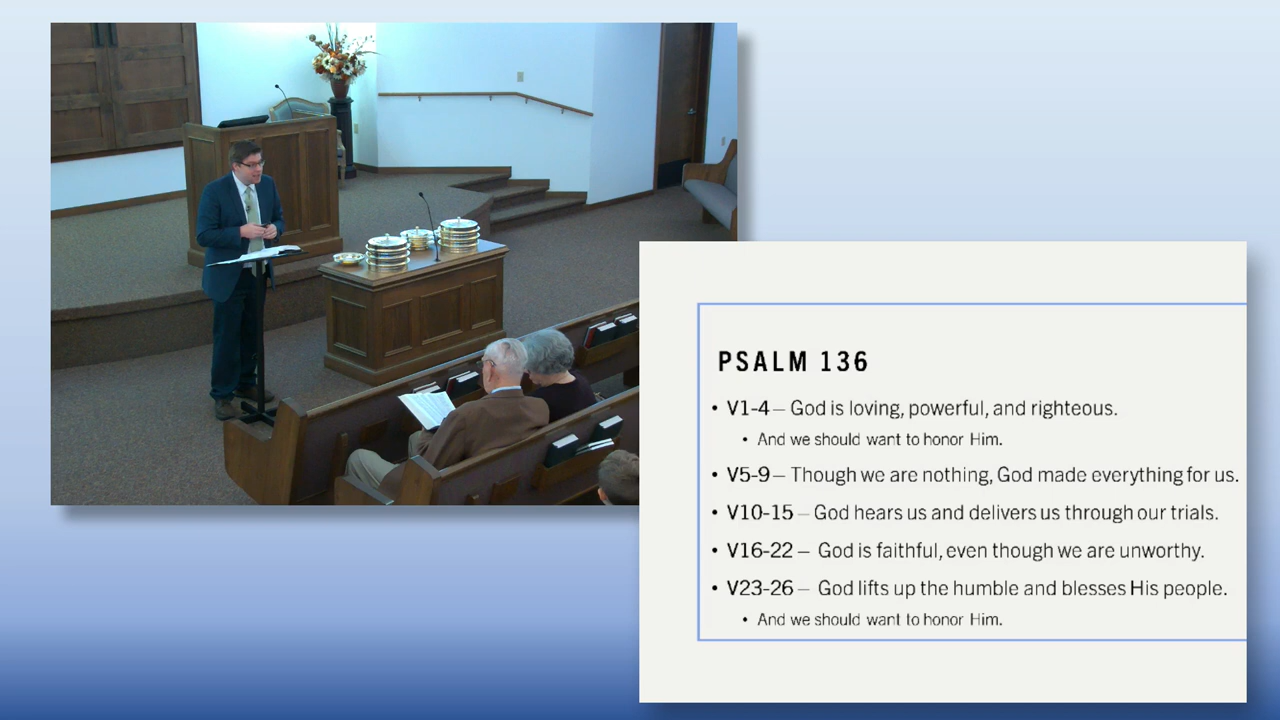 PSALM 136
• V1-4 – God is loving, powerful, and righteous.
• And we should want to honor Him.
• V5-9 – Though we are nothing, God made everything for us.
• V10-15 – God hears us and delivers us through our trials.
• V16-22 – God is faithful, even though we are unworthy.
• V23-26 – God lifts up the humble and blesses His people.
• And we should want to honor Him.